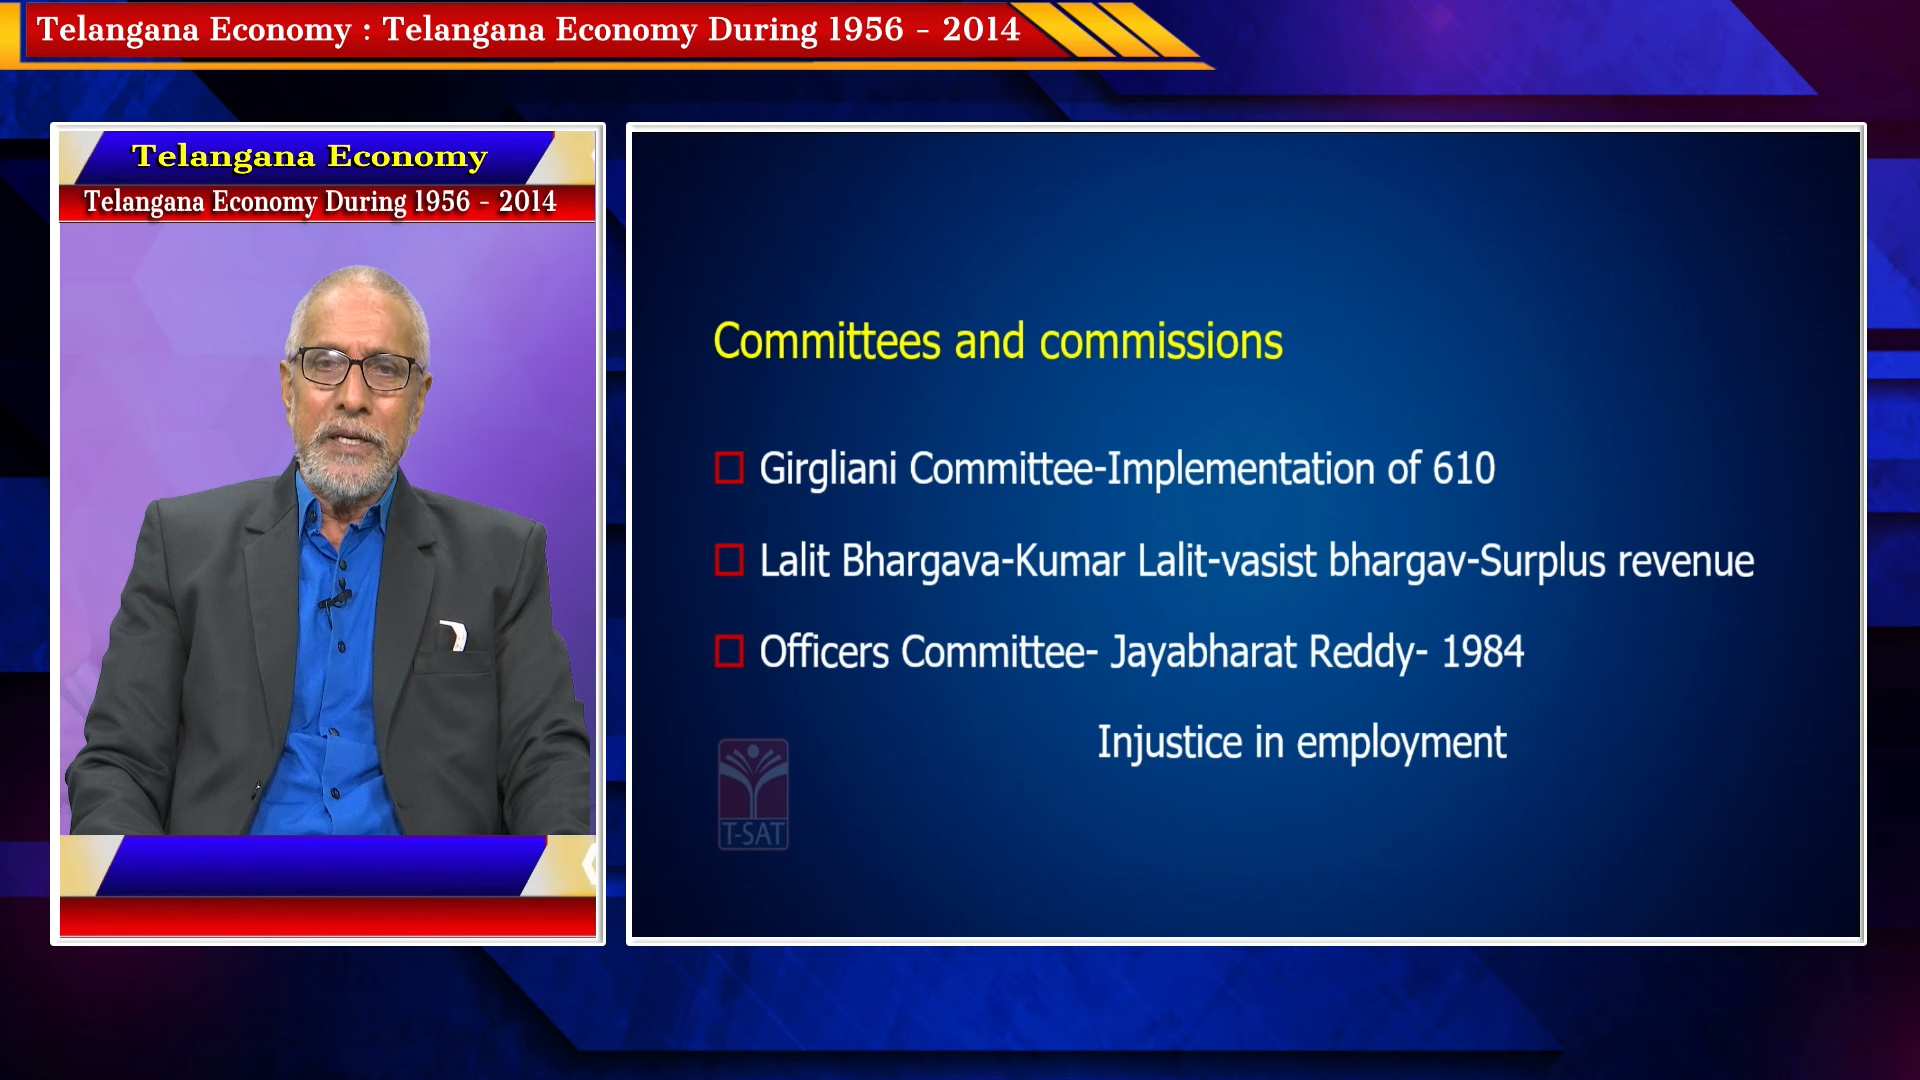 Telangana Economy : Telangana Economy During 1956 - 2014
Telangana Economy
Telangana Economy During 1956 - 2014
Committees and commissions
Girgliani Committee-Implementation of 610
Lalit Bhargava-Kumar Lalit-vasist bhargav-Surplus revenue
Officers Committee- Jayabharat Reddy- 1984
Injustice in employment
T-SAT